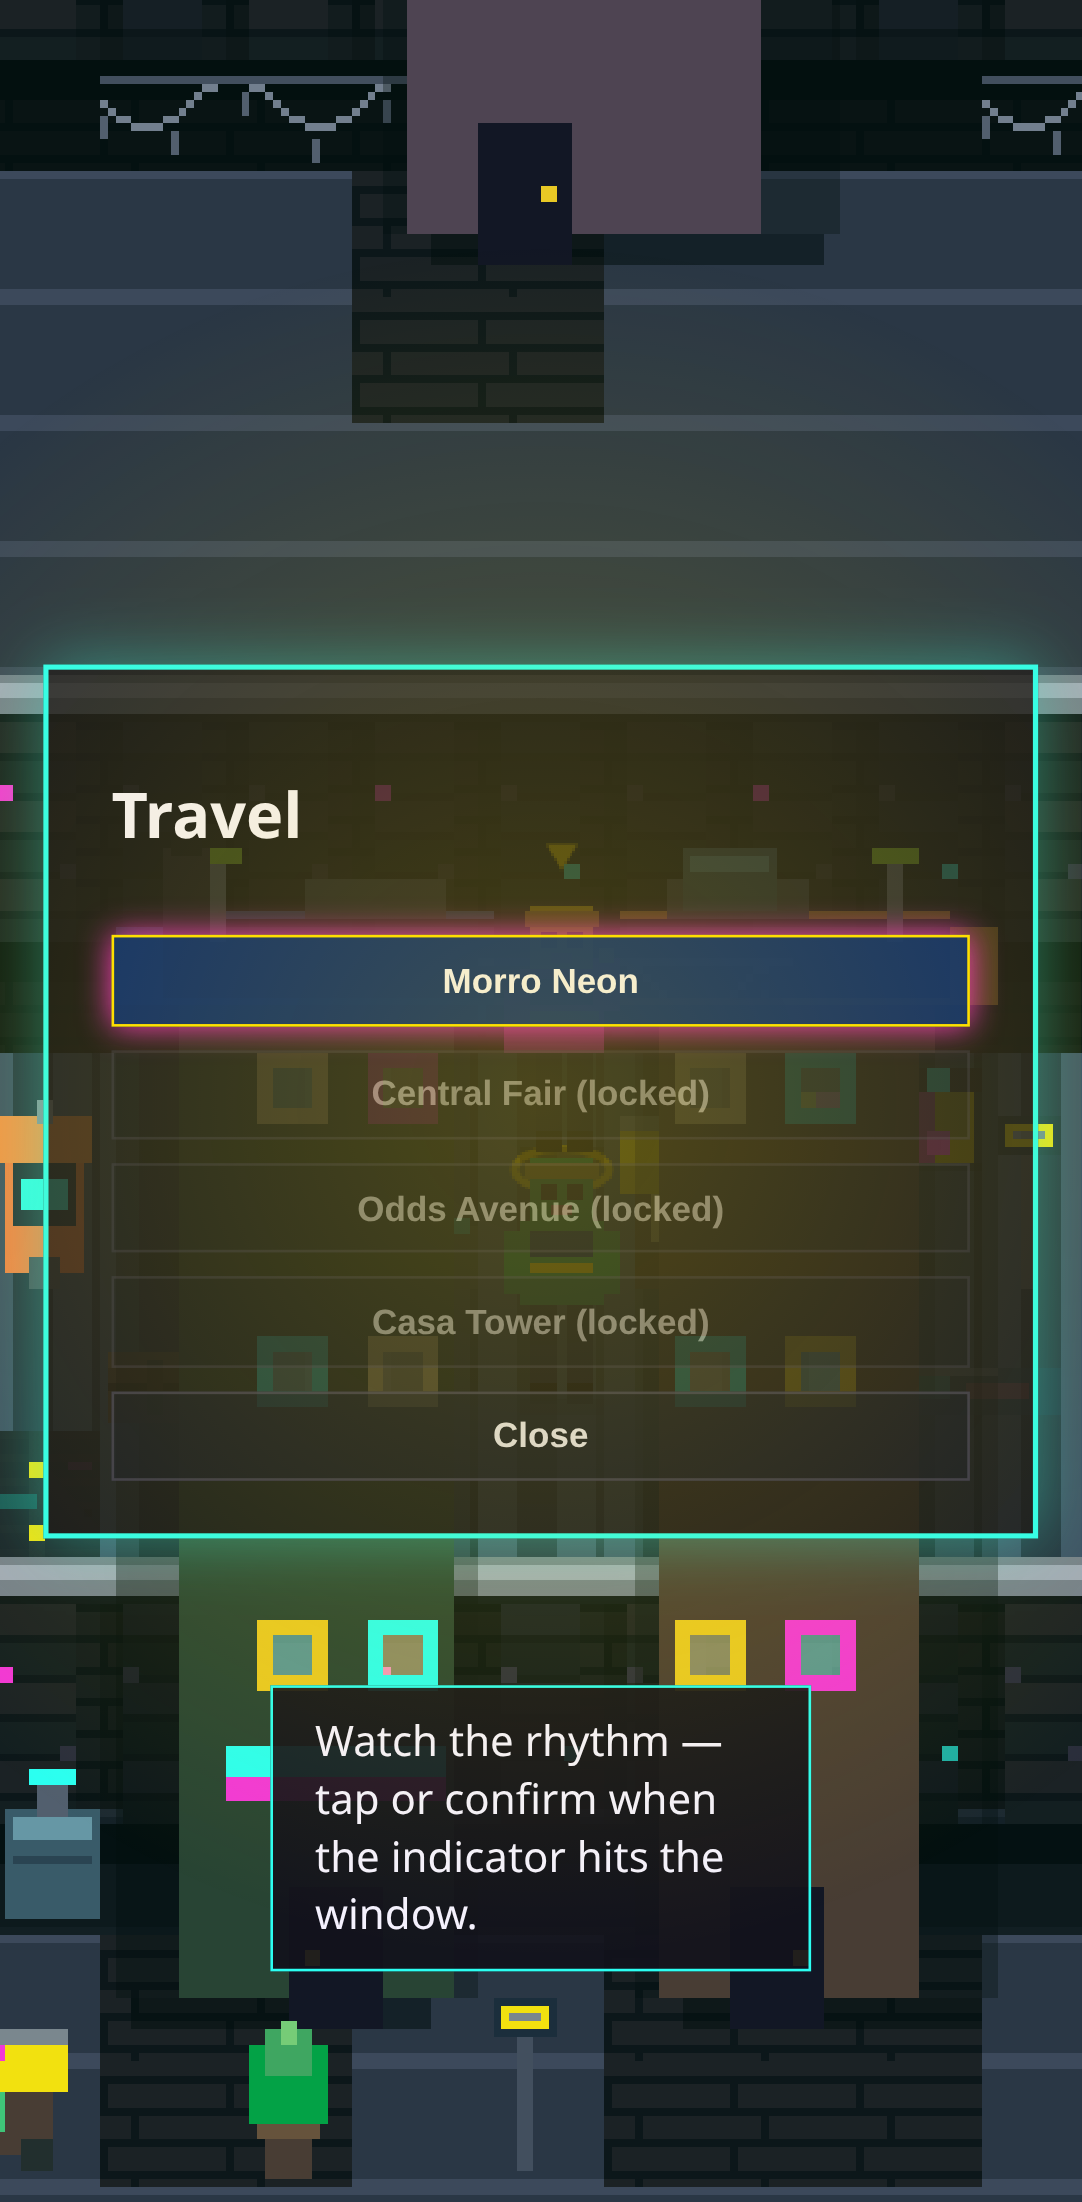 Travel
Morro Neon
Central Fair (locked)
Odds Avenue (locked)
Casa Tower (locked)
Close
Watch the rhythm —
tap or confirm when
the indicator hits the
window.